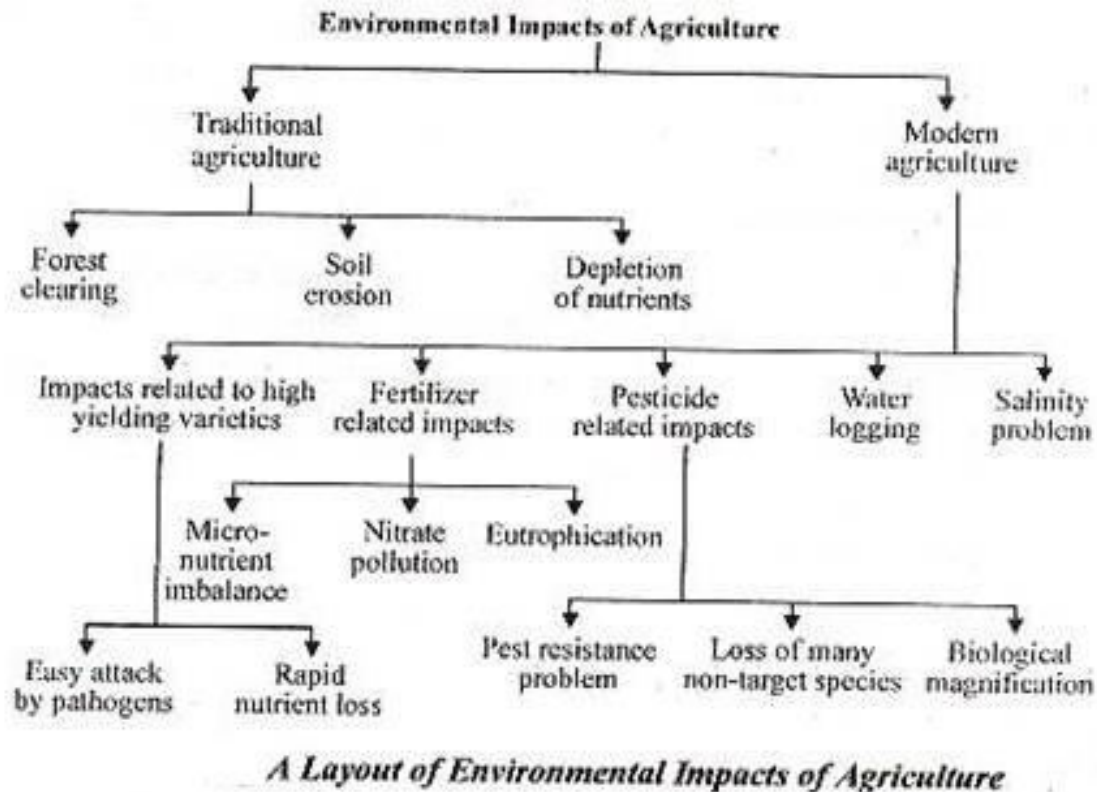 Environmental Impacts of Agriculture
Traditional
agriculture
Modern
agriculture
Forest
clearing
Soil
erosion
Depletion
of nutrients
Impacts related to high
yielding varieties
Fertilizer
related impacts
Pesticide
related impacts
Water
logging
Salinity
problem
Micro-
nutrient
imbalance
Nitrate
pollution
Eutrophication
Easy attack
by pathogens
Rapid
nutrient loss
Pest resistance
problem
Loss of many
non-target species
Biological
magnification
A Layout of Environmental Impacts of Agriculture